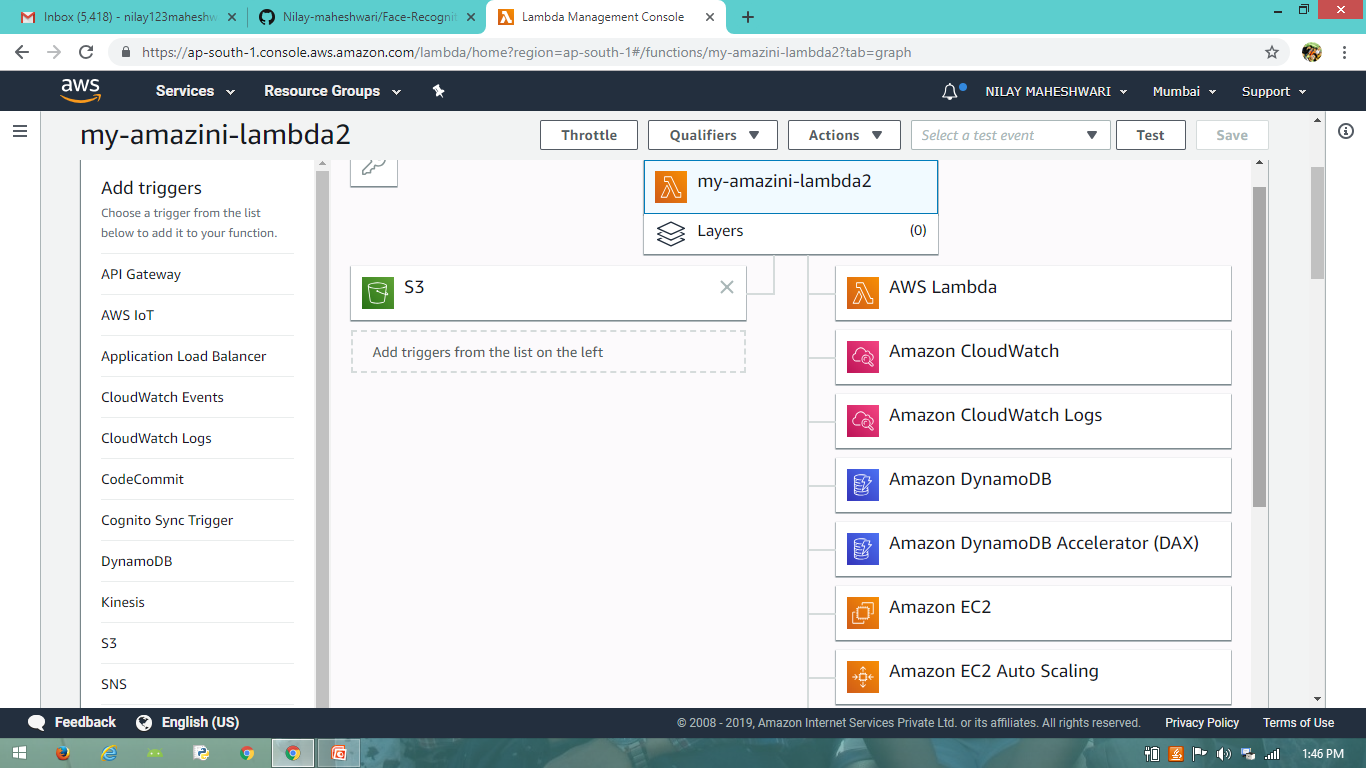 Inbox (5,418) - nilay123maheshw
Nilay-maheshwari/Face-Recognit
Lambda Management Console
https://ap-south-1.console.aws.amazon.com/lambda/home?region=ap-south-1#/functions/my-amazini-lambda2?tab=graph
aws
Services
Resource Groups
NILAY MAHESHWARI
Mumbai
Support
my-amazini-lambda2
Throttle
Qualifiers
Actions
Select a test event
Test
Save
Add triggers
Choose a trigger from the list
below to add it to your function.
API Gateway
AWS IoT
Application Load Balancer
CloudWatch Events
CloudWatch Logs
CodeCommit
Cognito Sync Trigger
DynamoDB
Kinesis
S3
SNS
my-amazini-lambda2
Layers
(0)
S3
Add triggers from the list on the left
AWS Lambda
Amazon CloudWatch
Amazon CloudWatch Logs
Amazon DynamoDB
Amazon DynamoDB Accelerator (DAX)
Amazon EC2
Amazon EC2 Auto Scaling
Feedback
English (US)
© 2008 - 2019, Amazon Internet Services Private Ltd. or its affiliates. All rights reserved.
Privacy Policy
Terms of Use
1:46 PM